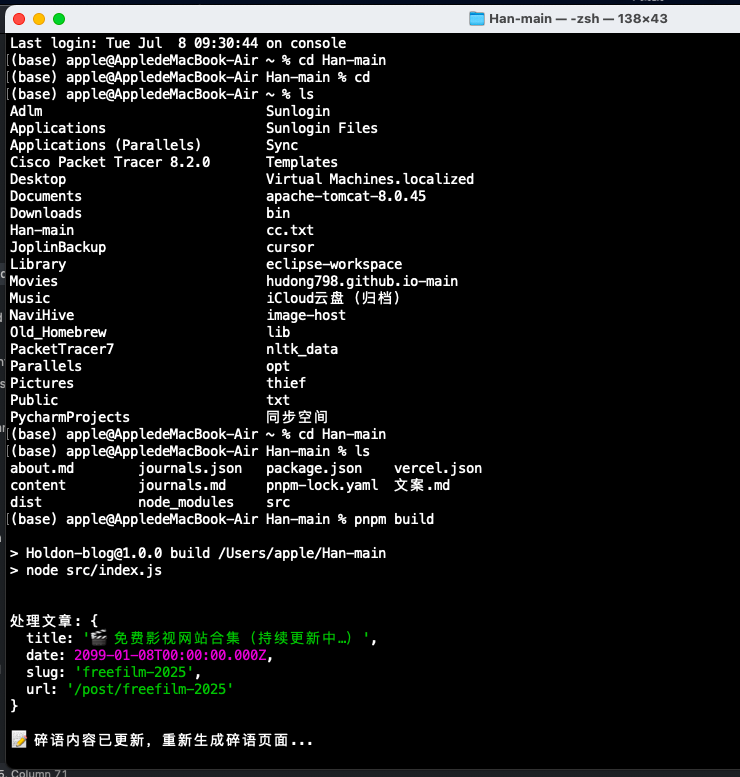 Han-main — -zsh — 138×43
Last login: Tue Jul  8 09:30:44 on console
(base) apple@AppledeMacBook-Air ~ % cd Han-main
(base) apple@AppledeMacBook-Air Han-main % cd
(base) apple@AppledeMacBook-Air ~ % ls
Adlm                            Sunlogin
Applications                    Sunlogin Files
Applications (Parallels)        Sync
Cisco Packet Tracer 8.2.0       Templates
Desktop                         Virtual Machines.localized
Documents                       apache-tomcat-8.0.45
Downloads                       bin
Han-main                        cc.txt
JoplinBackup                    cursor
Library                         eclipse-workspace
Movies                          hudong798.github.io-main
Music                           iCloud云盘（归档）
NaviHive                        image-host
Old_Homebrew                    lib
PacketTracer7                   nltk_data
Parallels                       opt
Pictures                        thief
Public                          txt
PycharmProjects                 同步空间
(base) apple@AppledeMacBook-Air ~ % cd Han-main
(base) apple@AppledeMacBook-Air Han-main % ls
about.md        journals.json   package.json    vercel.json
content         journals.md     pnpm-lock.yaml  文案.md
dist            node_modules    src
(base) apple@AppledeMacBook-Air Han-main % pnpm build
> Holdon-blog@1.0.0 build /Users/apple/Han-main
> node src/index.js
处理文章: {
  title: '🎬 免费影视网站合集（持续更新中…）',
  date: 2099-01-08T00:00:00.000Z,
  slug: 'freefilm-2025',
  url: '/post/freefilm-2025'
}
📝 碎语内容已更新，重新生成碎语页面...
5, Column 71